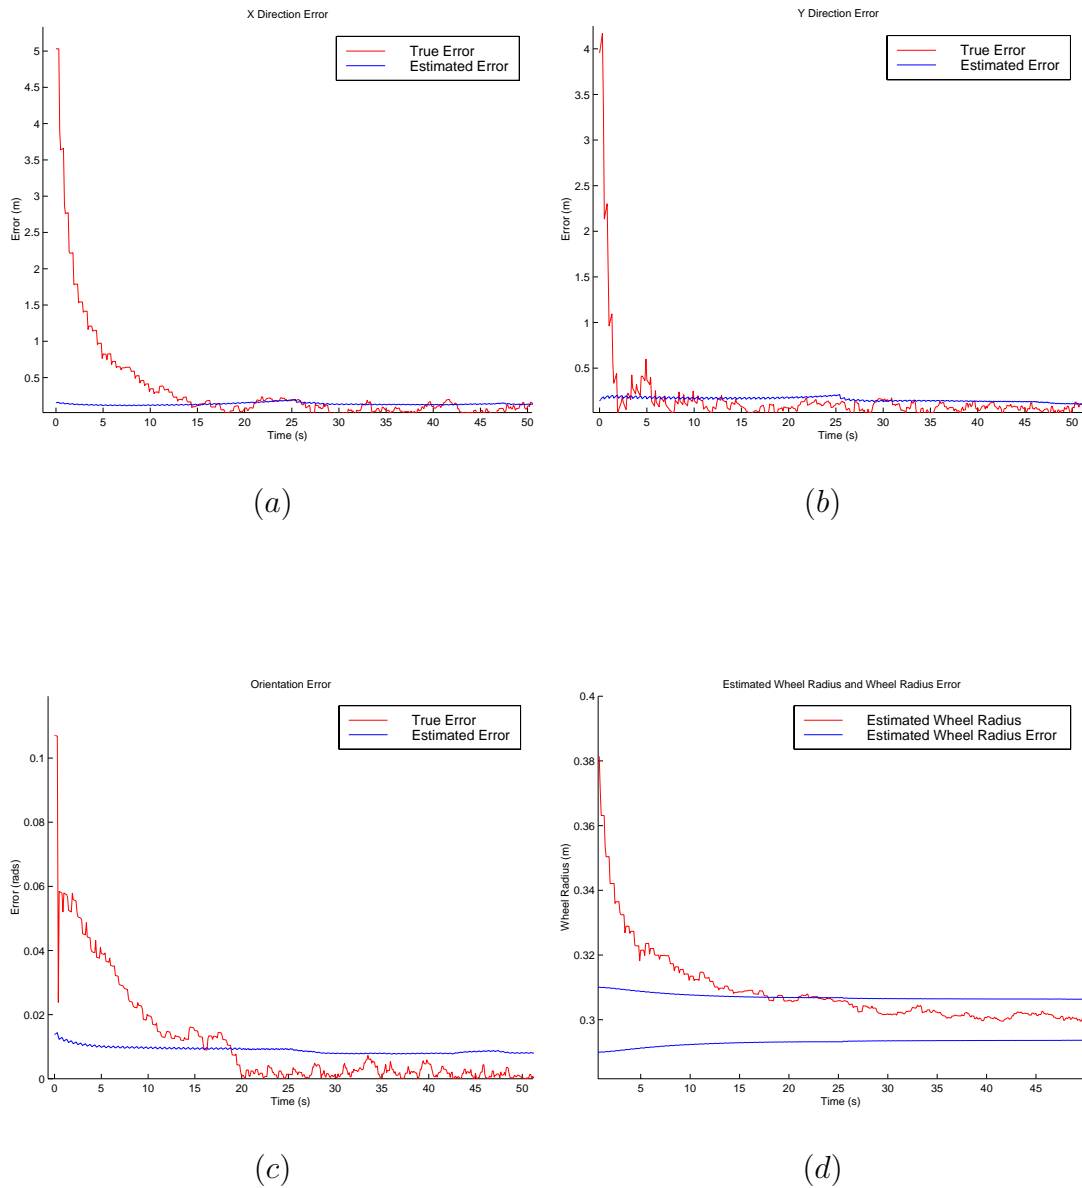 X Direction Error
True Error
Estimated Error
Error (m)
5
4.5
4
3.5
3
2.5
2
1.5
1
0.5
0 5 10 15 20 25 30 35 40 45 50
Time (s)
(a)
Y Direction Error
True Error
Estimated Error
Error (m)
4
3.5
3
2.5
2
1.5
1
0.5
0 5 10 15 20 25 30 35 40 45 50
Time (s)
(b)
Orientation Error
True Error
Estimated Error
Error (rads)
0.1
0.08
0.06
0.04
0.02
0
0 5 10 15 20 25 30 35 40 45 50
Time (s)
(c)
Estimated Wheel Radius and Wheel Radius Error
Estimated Wheel Radius
Estimated Wheel Radius Error
Wheel Radius (m)
0.4
0.38
0.36
0.34
0.32
0.3
5 10 15 20 25 30 35 40 45
Time (s)
(d)